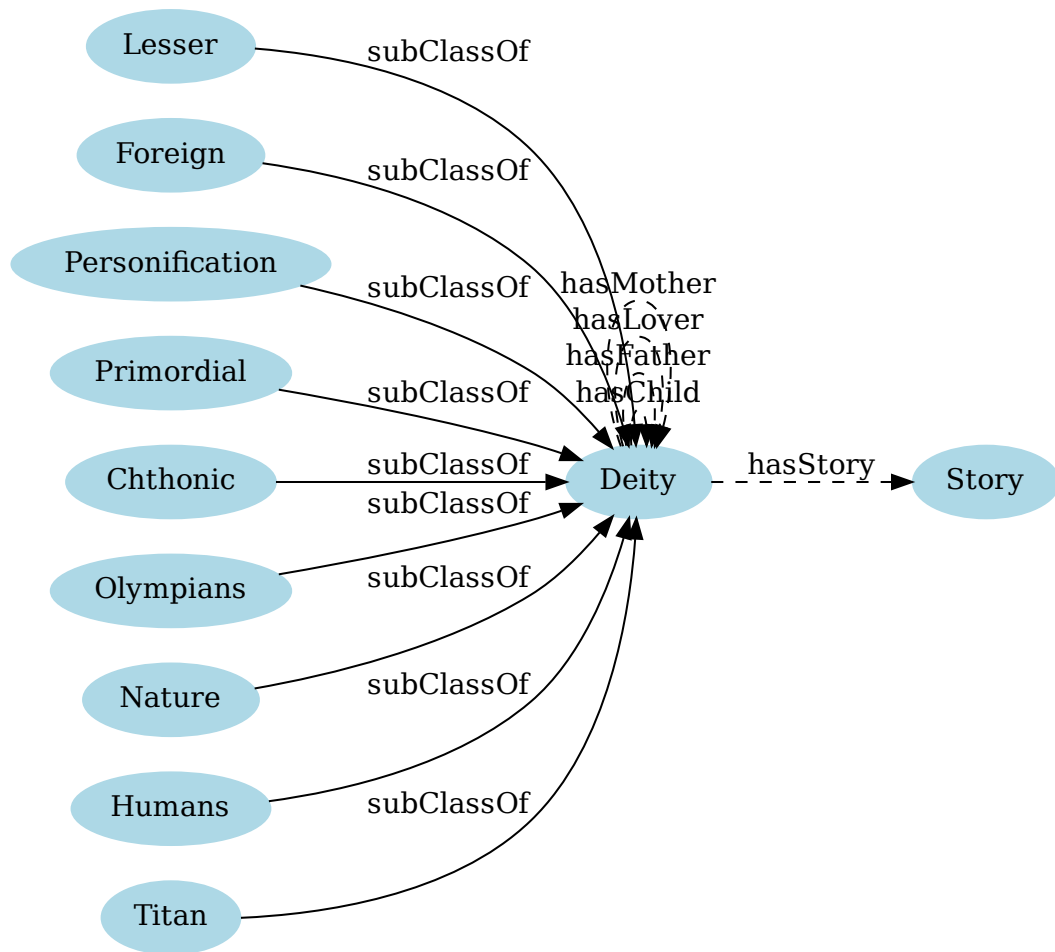 Lesser
subClassOf
Foreign
subClassOf
Personification
subClassOf
hasMother
hasLover
hasFather
Primordial
subClassOf
hasChild
Chthonic
subClassOf
Deity
hasStory
Story
subClassOf
Olympians
subClassOf
Nature
subClassOf
Humans
subClassOf
Titan